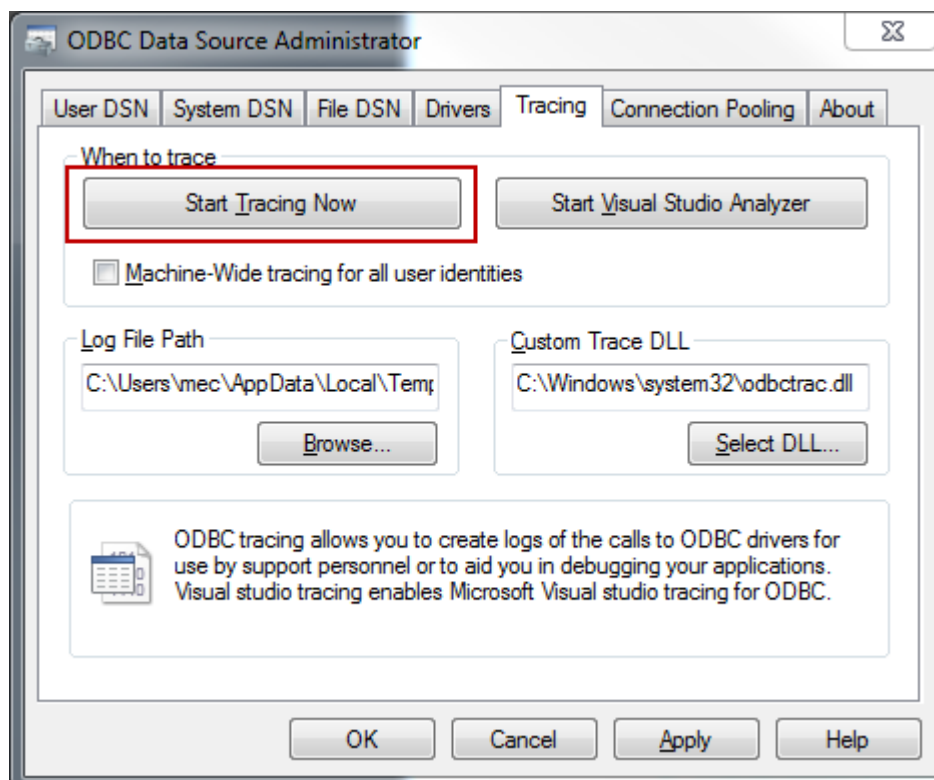 ODBC Data Source Administrator
User DSN System DSN File DSN Drivers Tracing Connection Pooling About
When to trace
Start Tracing Now Start Visual Studio Analyzer
Machine-Wide tracing for all user identities
Log File Path Custom Trace DLL
C:\Users\mec\AppData\Local\Temp C:\Windows\system32\odbctrac.dll
Browse... Select DLL...
ODBC tracing allows you to create logs of the calls to ODBC drivers for
use by support personnel or to aid you in debugging your applications.
Visual studio tracing enables Microsoft Visual studio tracing for ODBC.
OK Cancel Apply Help